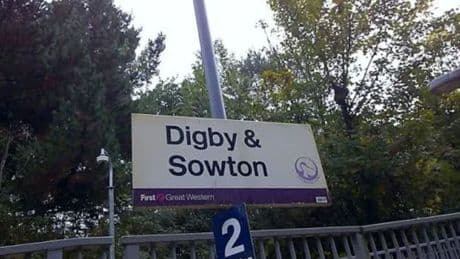 Digby &
Sowton
First Great Western
2